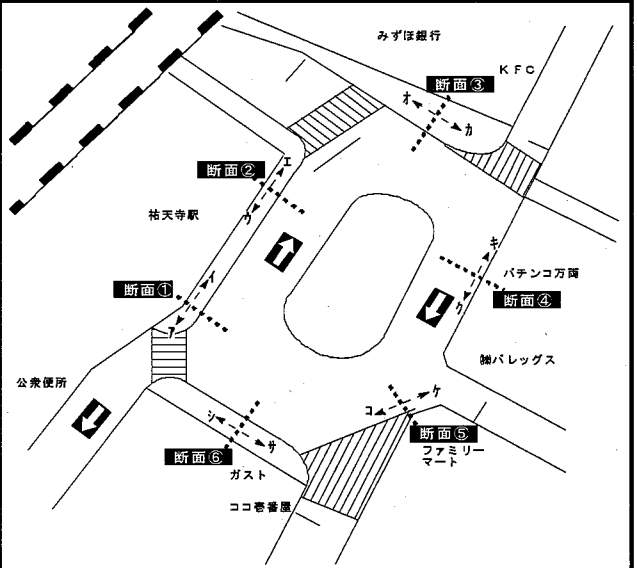 みずほ銀行
KFC
断面③
オ
カ
断面②
エ
ウ
祐天寺駅
キ
パチンコ万両
ク
断面④
断面①
イ
ア
㈱バレッグス
公衆便所
ケ
コ
断面⑤
ファミリー
マート
シ
サ
断面⑥
ガスト
ココ壱番屋